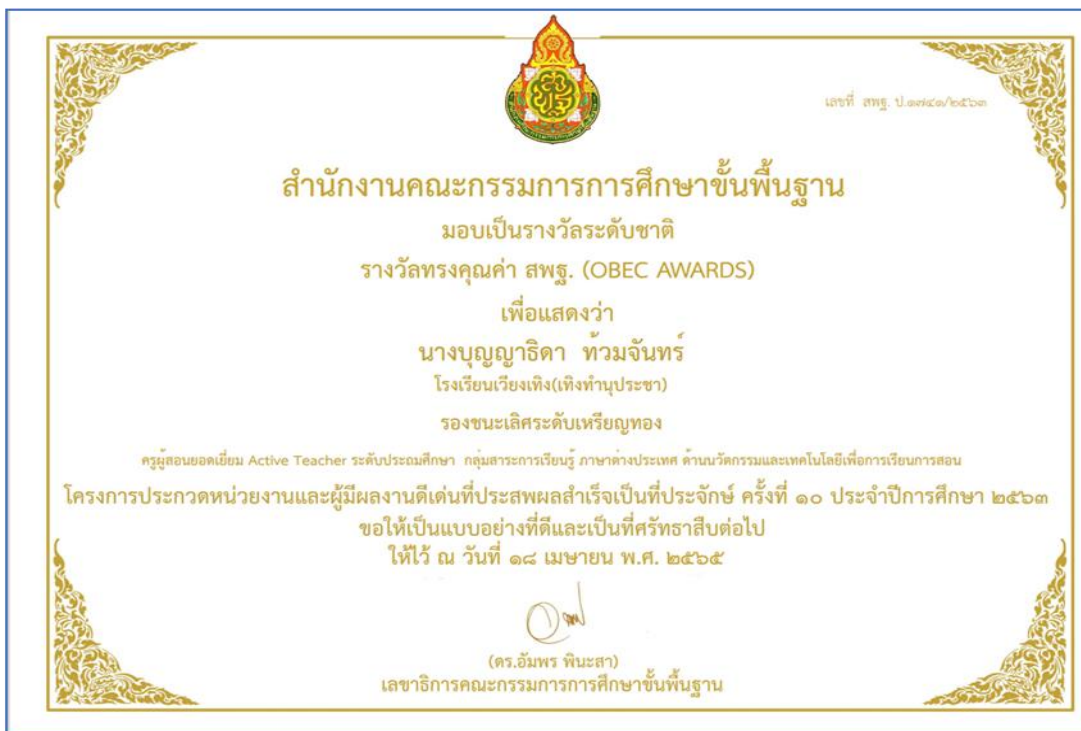 เลขที่ สพฐ. ป.๑๗๔๑/๒๕๖๓
สำนักงานคณะกรรมการการศึกษาขั้นพื้นฐาน
มอบเป็นรางวัลระดับชาติ
รางวัลทรงคุณค่า สพฐ. (OBEC AWARDS)
เพื่อแสดงว่า
นางบุญญาธิดา ท้วมจันทร์
โรงเรียนเวียงเทิง(เทิงทำนุประชา)
รองชนะเลิศระดับเหรียญทอง
ครูผู้สอนยอดเยี่ยม Active Teacher ระดับประถมศึกษา กลุ่มสาระการเรียนรู้ ภาษาต่างประเทศ ด้านนวัตกรรมและเทคโนโลยีเพื่อการเรียนการสอน
โครงการประกวดหน่วยงานและผู้มีผลงานดีเด่นที่ประสพผลสำเร็จเป็นที่ประจักษ์ ครั้งที่ ๑๐ ประจำปีการศึกษา ๒๕๖๓
ขอให้เป็นแบบอย่างที่ดีและเป็นที่ศรัทธาสืบต่อไป
ให้ไว้ ณ วันที่ ๑๘ เมษายน พ.ศ. ๒๕๖๕
(ดร.อัมพร พินะสา)
เลขาธิการคณะกรรมการการศึกษาขั้นพื้นฐาน